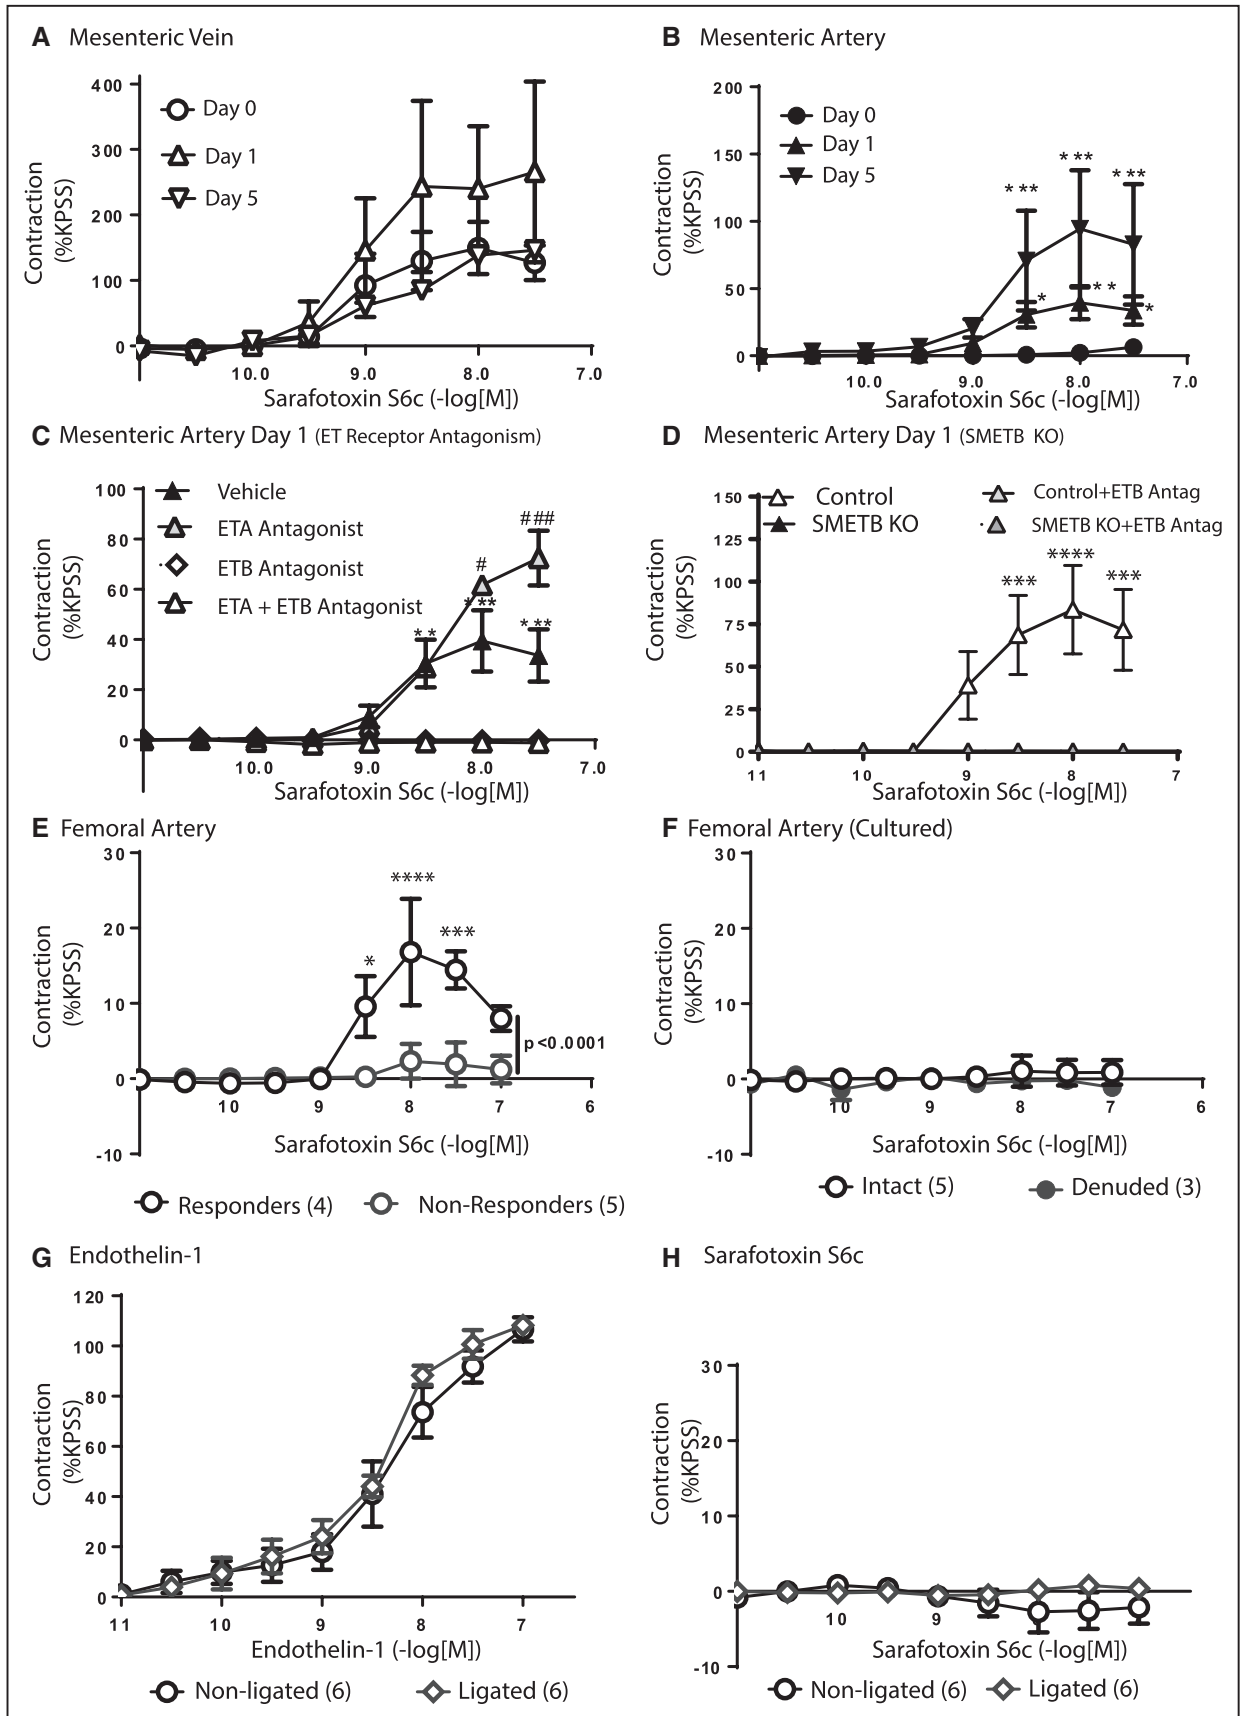 A Mesenteric Vein
400
300
200
100
0
Contraction
(%KPSS)
Day 0
Day 1
Day 5
10.0 9.0 8.0 7.0
Sarafotoxin S6c (-log[M])
B Mesenteric Artery
200
150
100
50
0
Contraction
(%KPSS)
Day 0
Day 1
Day 5
* ** * ** * **
* * * *
10.0 9.0 8.0 7.0
Sarafotoxin S6c (-log[M])
C Mesenteric Artery Day 1 (ET Receptor Antagonism)
100
80
60
40
20
0
Contraction
(%KPSS)
Vehicle
ETA Antagonist
ETB Antagonist
ETA + ETB Antagonist
# ###
* * * ** * **
10.0 9.0 8.0 7.0
Sarafotoxin S6c (-log[M])
D Mesenteric Artery Day 1 (SMETB KO)
150
125
100
75
50
25
0
Contraction
(%KPSS)
Control
SMETB KO
Control+ETB Antag
SMETB KO+ETB Antag
*** **** ***
11 10 9 8 7
Sarafotoxin S6c (-log[M])
E Femoral Artery
30
20
10
0
-10
Contraction
(%KPSS)
* **** ***
p <0.0001
10 9 8 7 6
Sarafotoxin S6c (-log[M])
Responders (4) Non-Responders (5)
F Femoral Artery (Cultured)
30
20
10
0
-10
Contraction
(%KPSS)
10 9 8 7 6
Sarafotoxin S6c (-log[M])
Intact (5) Denuded (3)
G Endothelin-1
120
100
80
60
40
20
0
Contraction
(%KPSS)
11 10 9 8 7
Endothelin-1 (-log[M])
Non-ligated (6) Ligated (6)
H Sarafotoxin S6c
30
20
10
0
-10
Contraction
(%KPSS)
10 9
Sarafotoxin S6c (-log[M])
Non-ligated (6) Ligated (6)